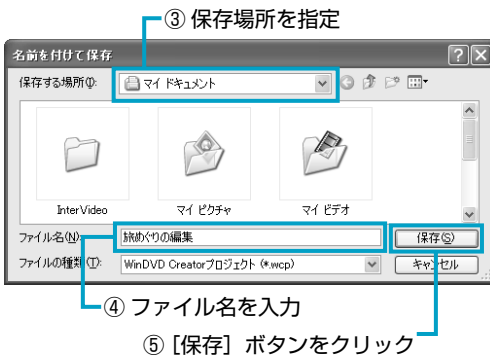 ③ 保存場所を指定
名前を付けて保存
保存する場所(I):
マイ ドキュメント
InterVideo
マイ ピクチャ
マイ ビデオ
ファイル名(N):
旅めぐりの編集
保存(S)
ファイルの種類(T):
WinDVD Creatorプロジェクト (*.wcp)
キャンセル
④ ファイル名を入力
⑤ [保存] ボタンをクリック